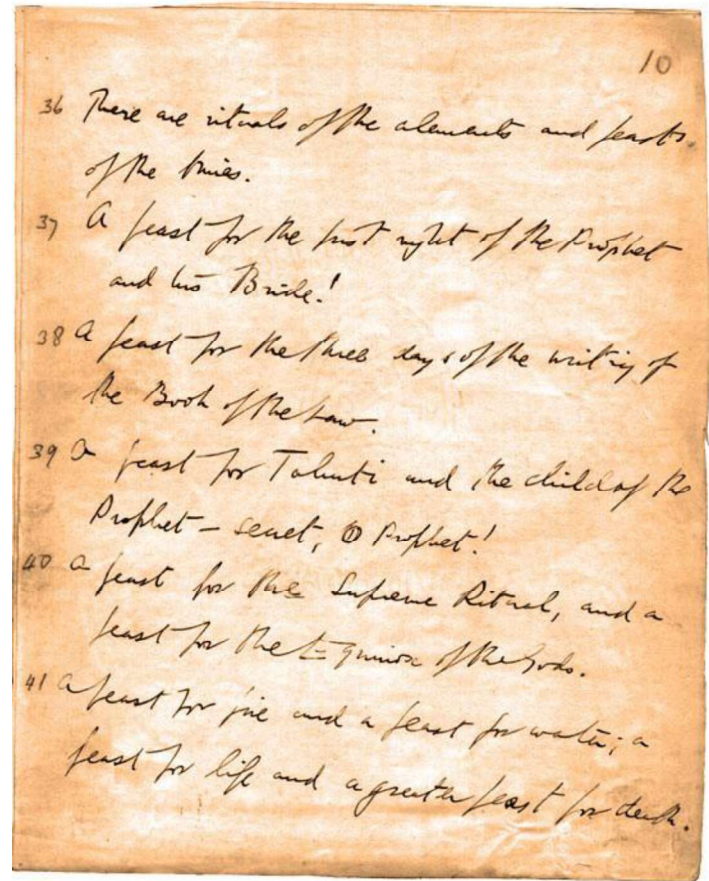 10
36 There are rituals of the elements and feasts
of the times.
37 A feast for the first night of the Prophet
and his Bride!
38 A feast for the three days of the writing of
the Book of the Law.
39 A feast for Tahuti and the child of the
Prophet – secret, O Prophet!
40 A feast for the Supreme Ritual, and a
feast for the Equinox of the Gods.
41 A feast for fire and a feast for water; a
feast for life and a greater feast for death.